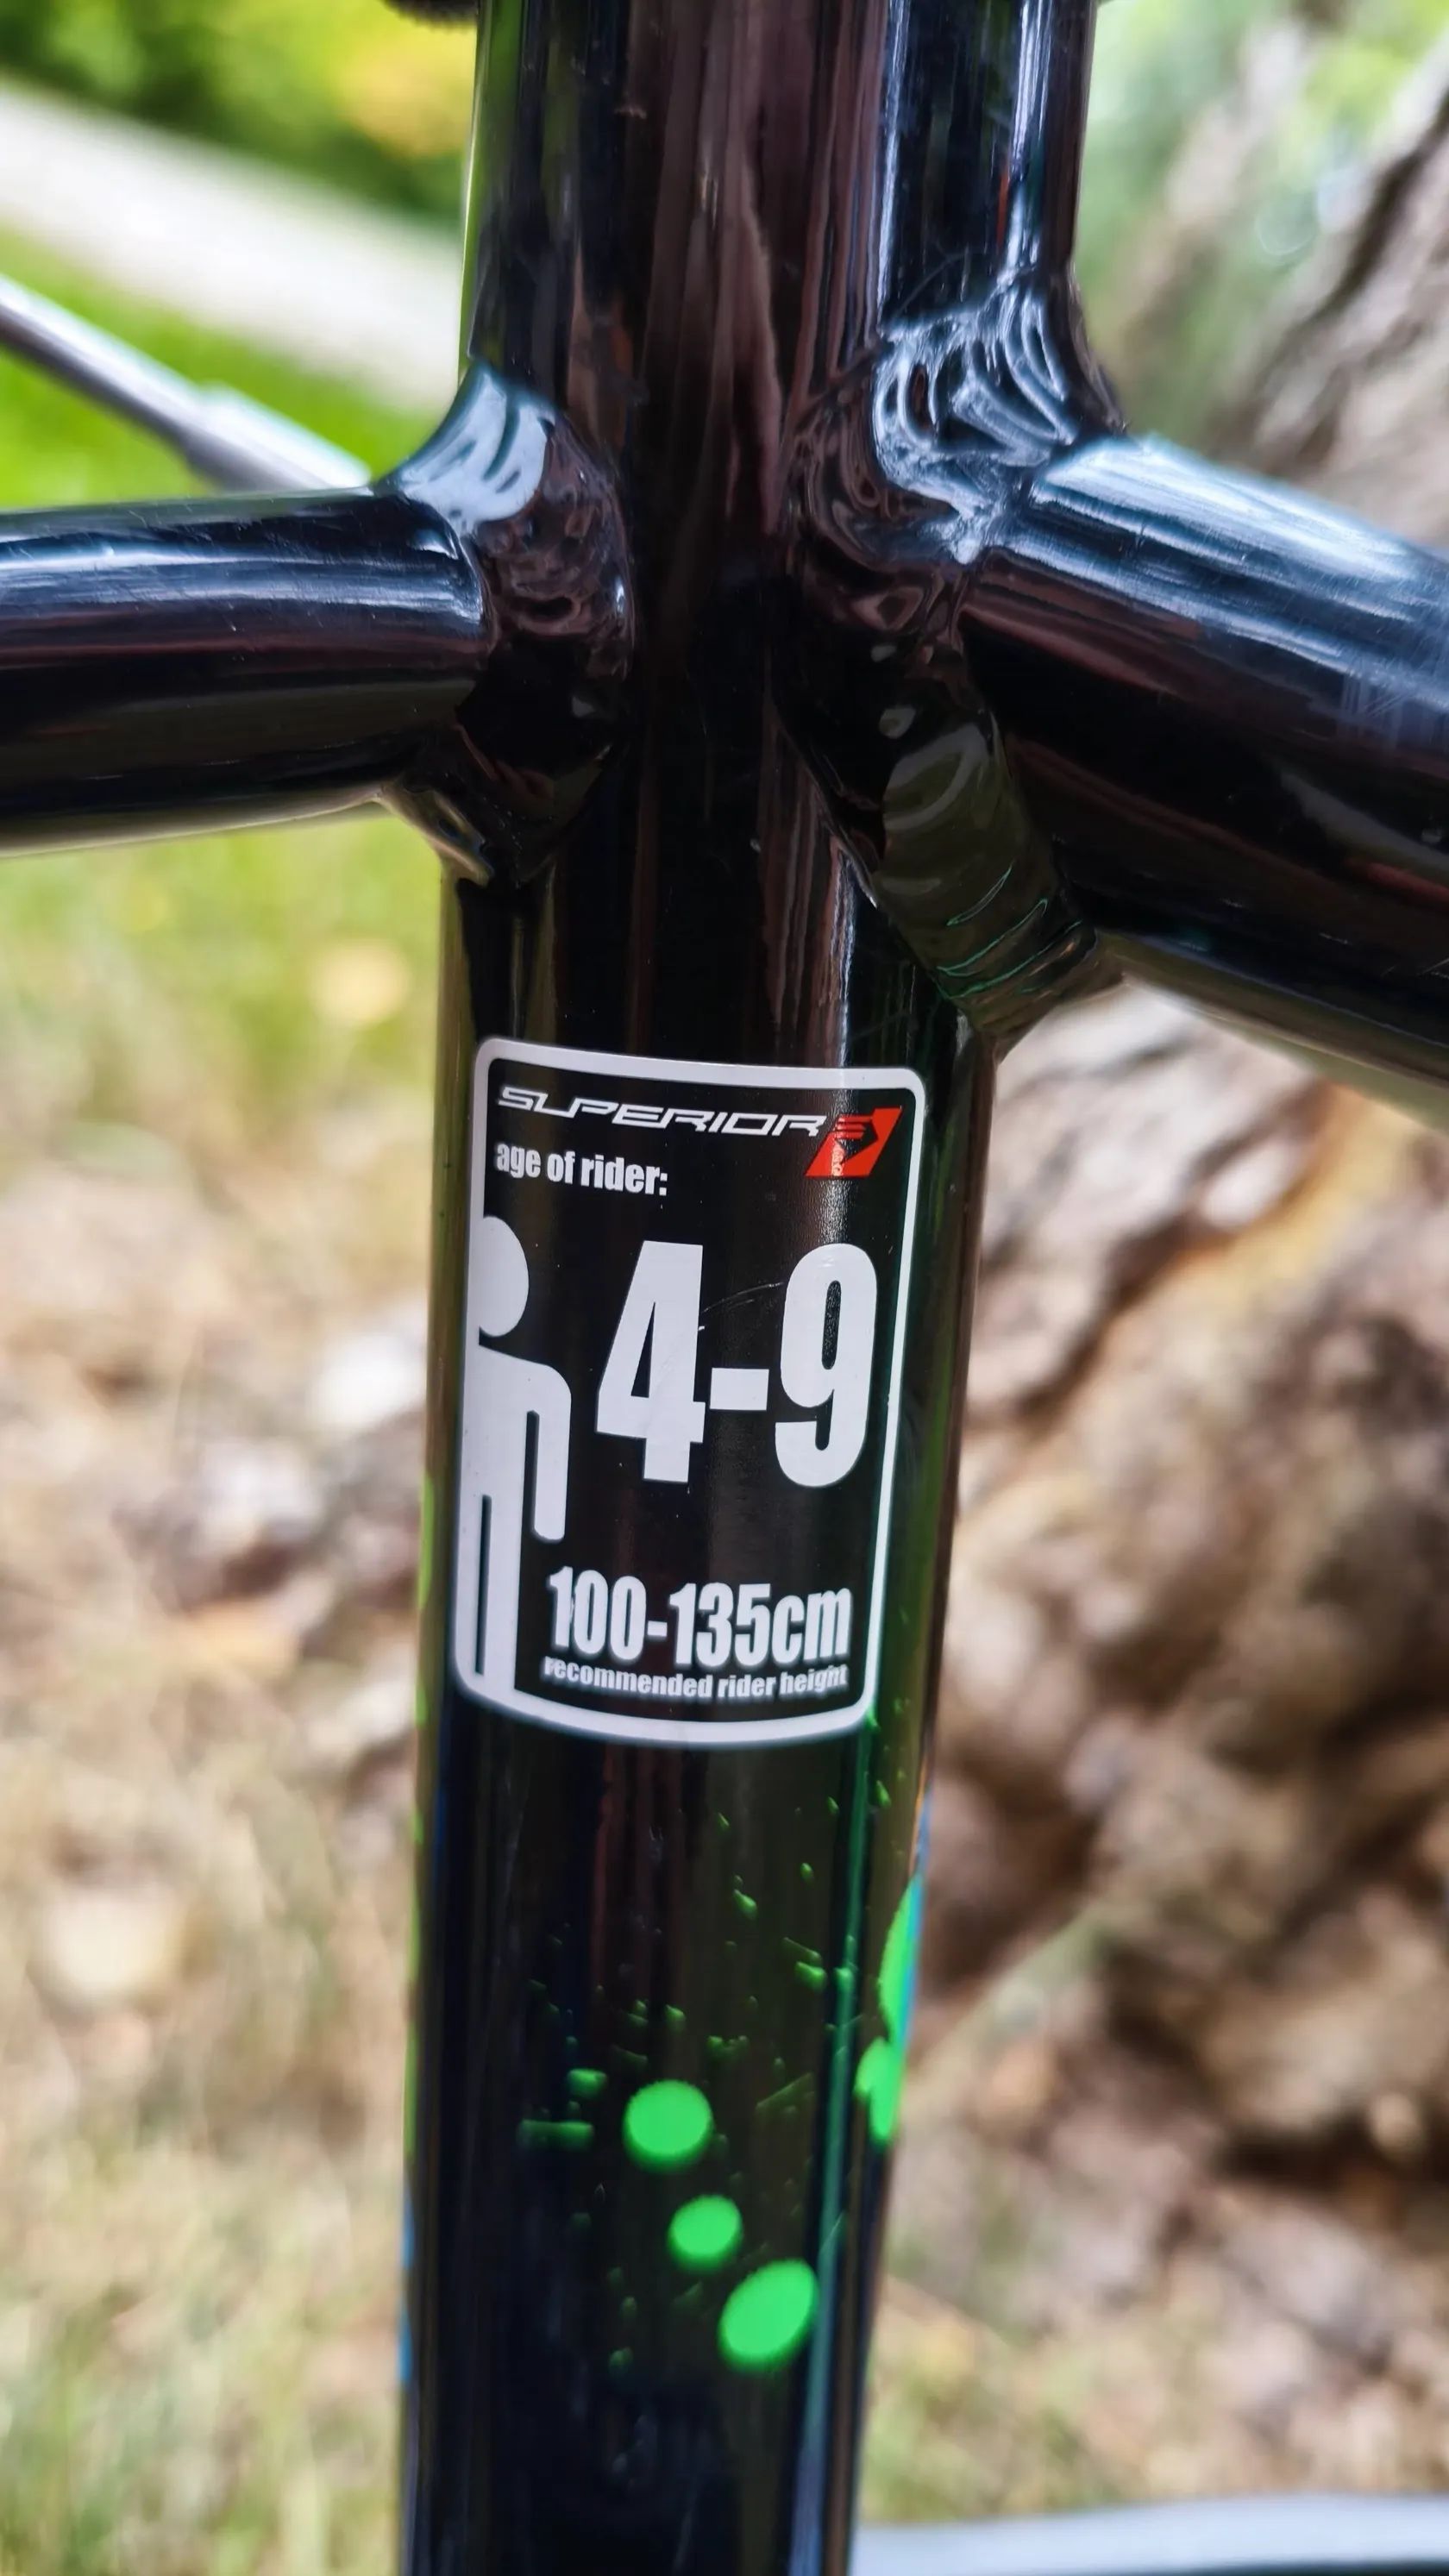 SUPERIOR
age of rider:
4-9
100-135cm
recommended rider height